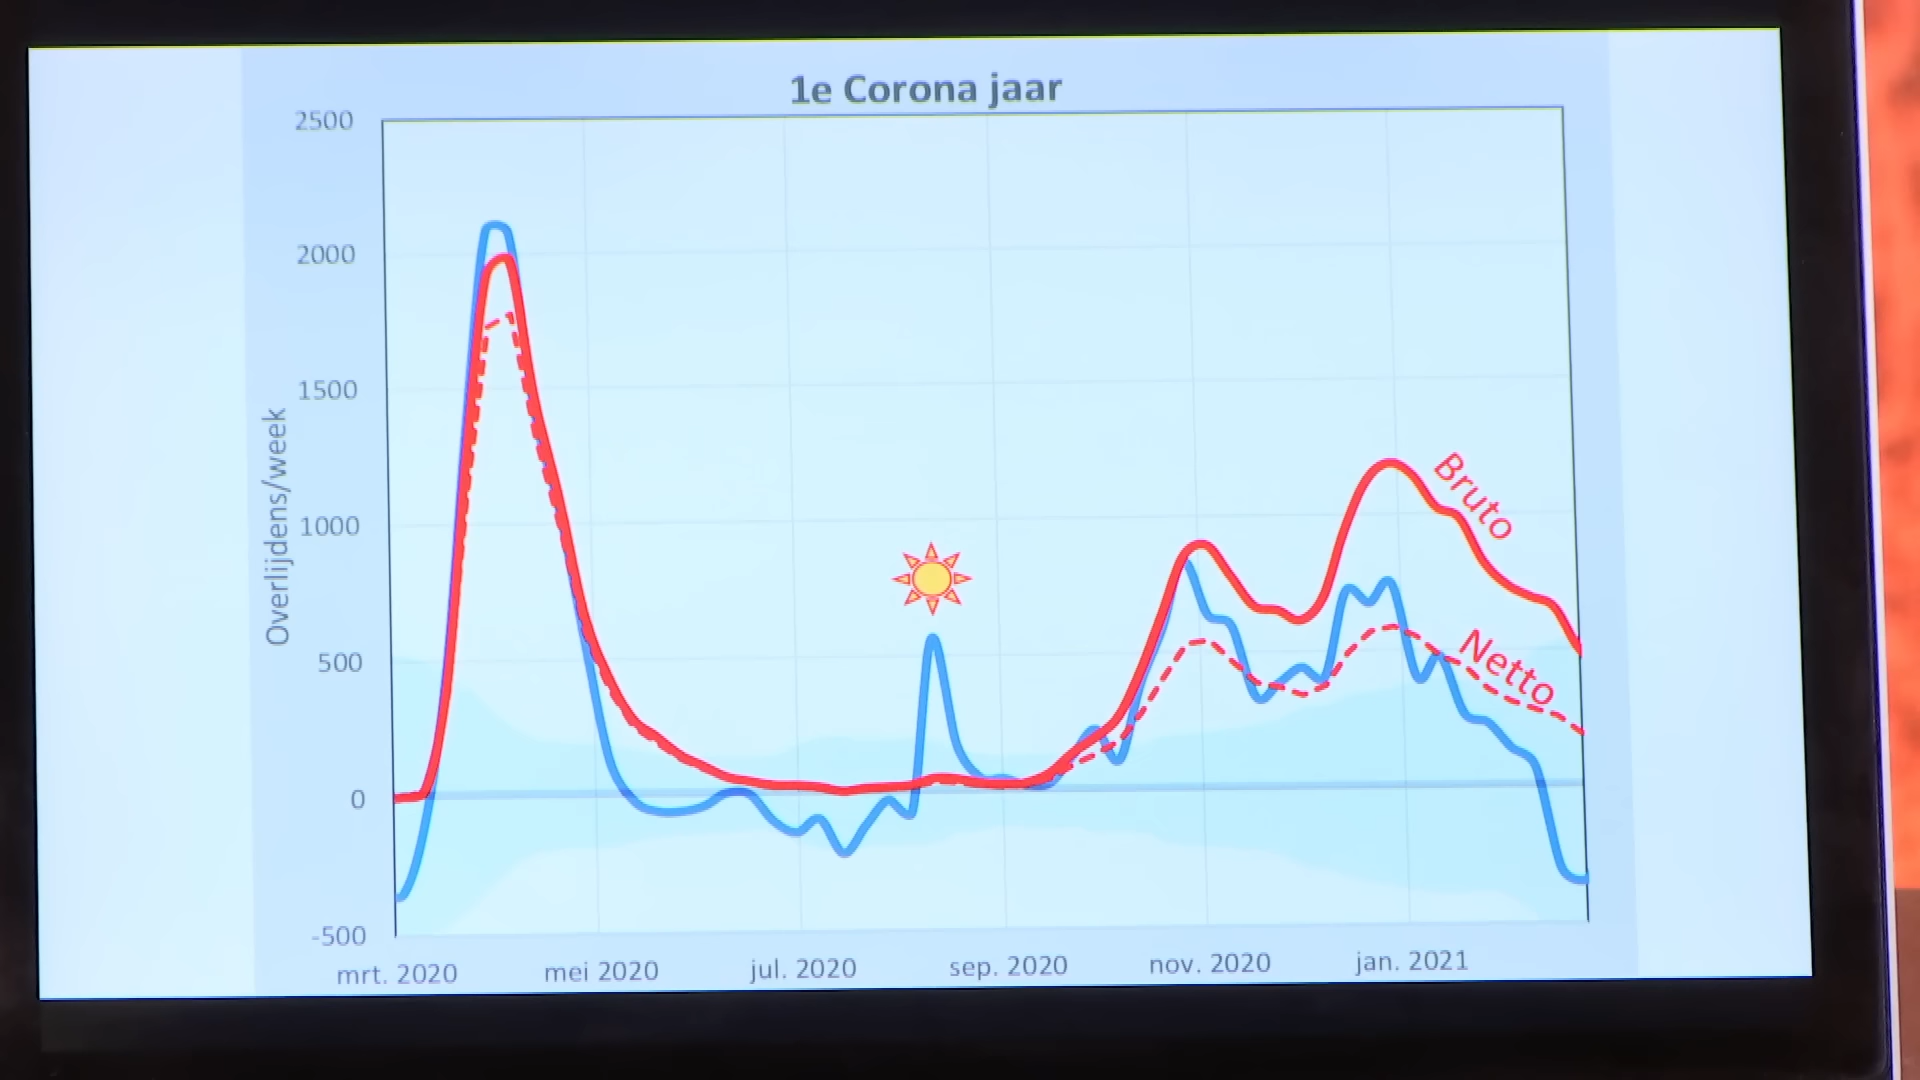 1e Corona jaar
2500
2000
1500
1000
500
0
-500
Overlijdens/week
Bruto
Netto
mrt. 2020
mei 2020
jul. 2020
sep. 2020
nov. 2020
jan. 2021